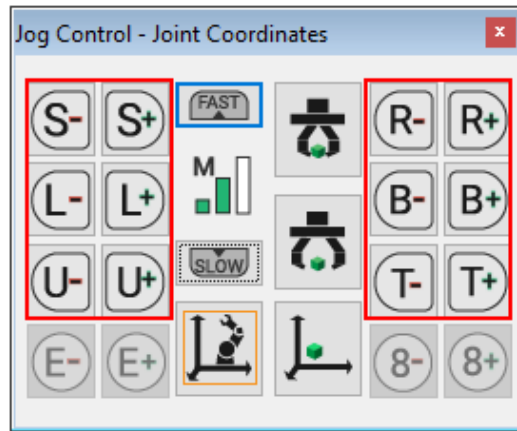 Jog Control - Joint Coordinates x
S- S+ FAST R- R+
M
L- L+ B- B+
U- U+ SLOW T- T+
E- E+ 8- 8+